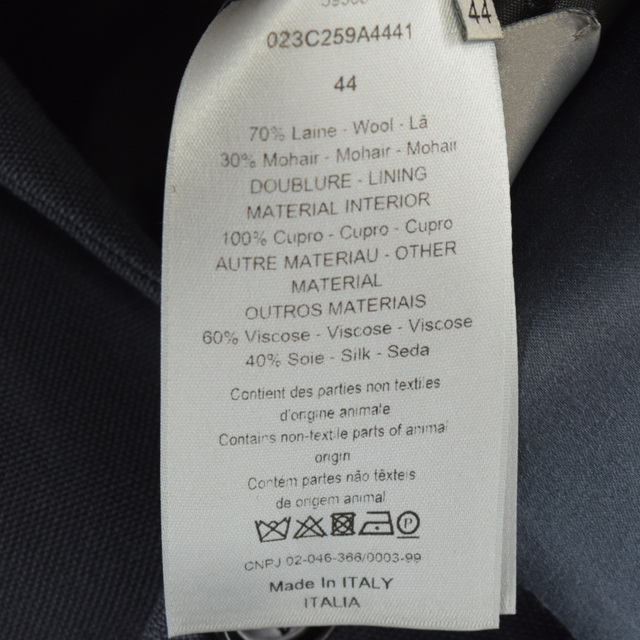 44
023C259A4441
44
70% Laine - Wool - Lã
30% Mohair - Mohair - Mohair
DOUBLURE - LINING
MATERIAL INTERIOR
100% Cupro - Cupro - Cupro
AUTRE MATERIAU - OTHER
MATERIAL
OUTROS MATERIAIS
60% Viscose - Viscose - Viscose
40% Soie - Silk - Seda
Contient des parties non textiles
d'origine animale
Contains non-textile parts of animal
origin
Contém partes não têxteis
de origem animal
CNPJ 02-046-366/0003-99
Made In ITALY
ITALIA